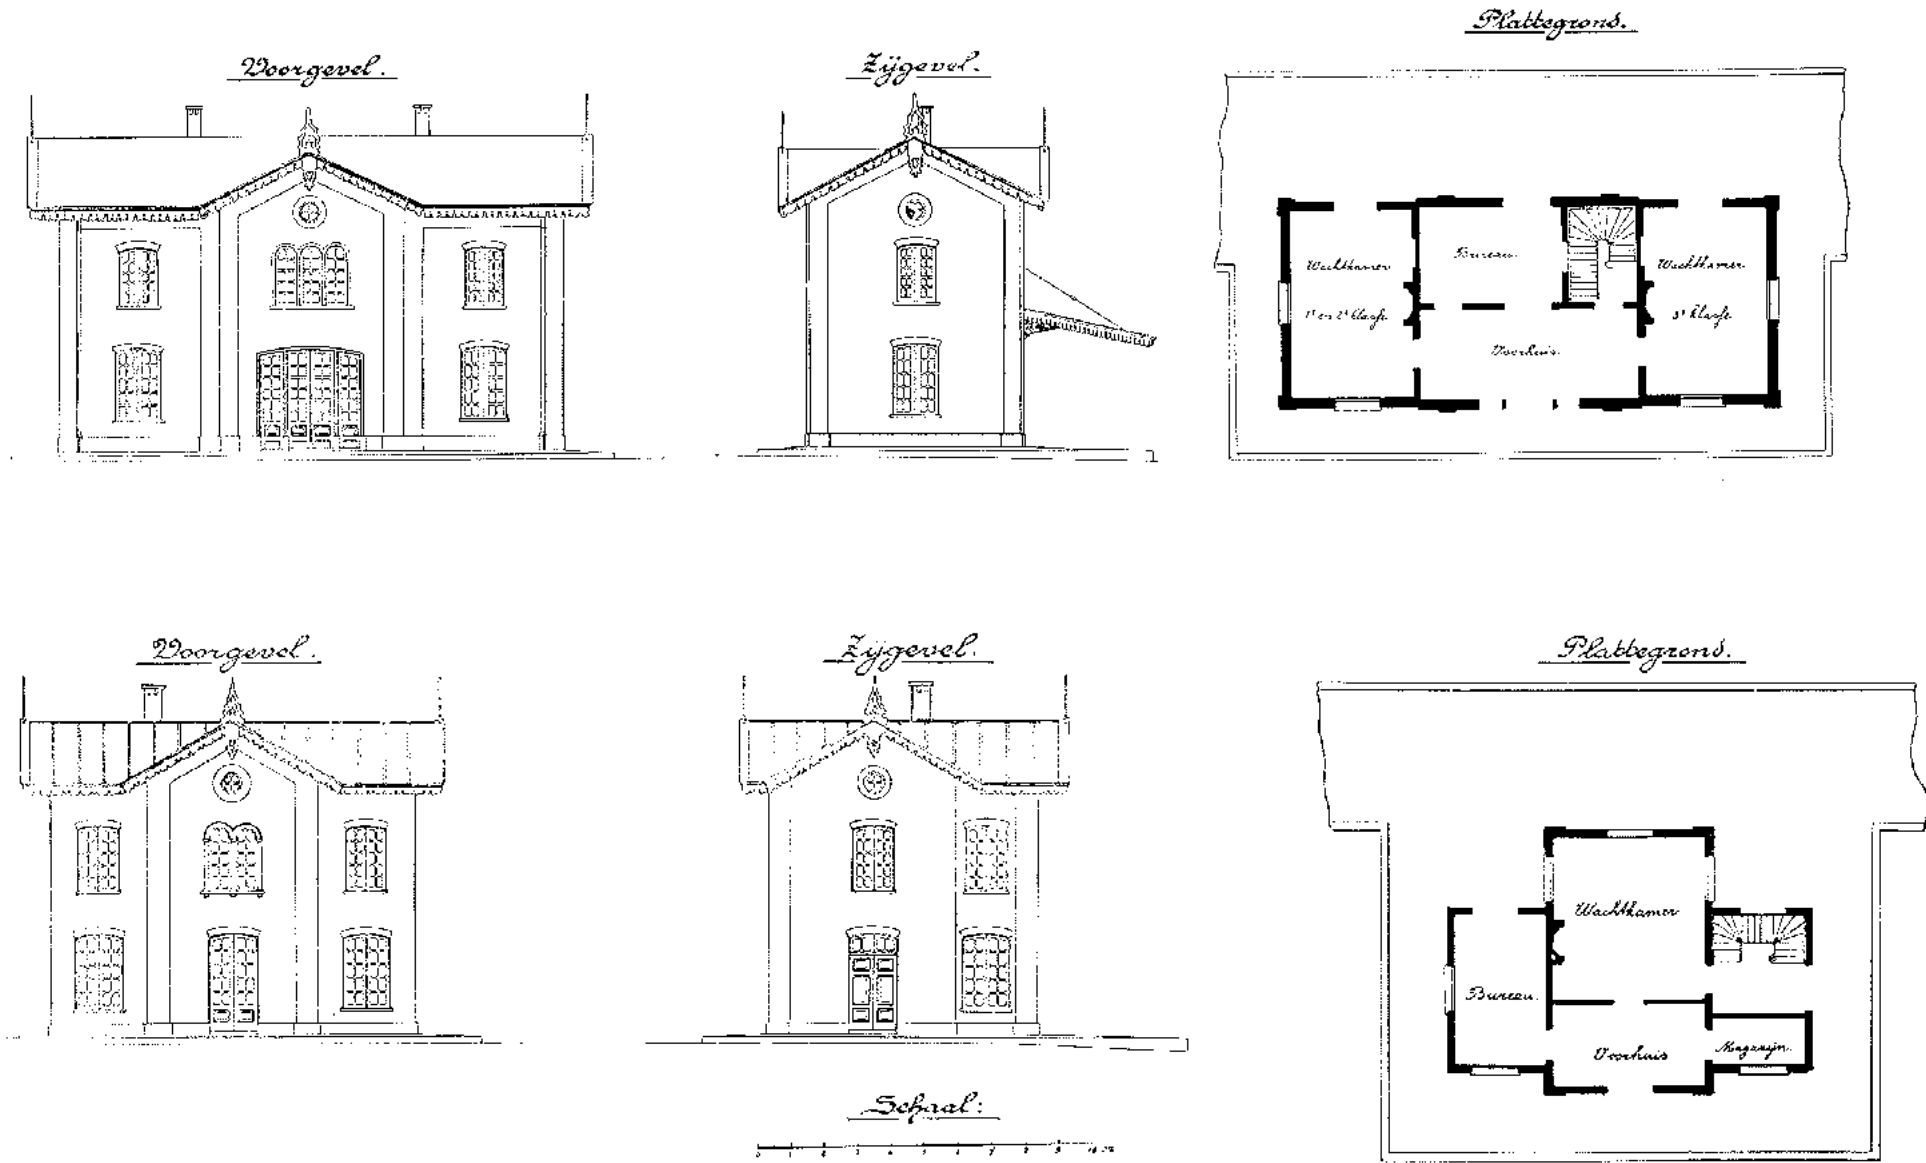 Plattegrond.
Voorgevel.
Zijgevel.
Wachtkamer
1e en 2e klasse
Bureau.
Wachtkamer
3e klasse
Voorhuis.
Voorgevel.
Zijgevel.
Plattegrond.
Wachtkamer
Bureau.
Voorhuis
Magazijn.
Schaal: